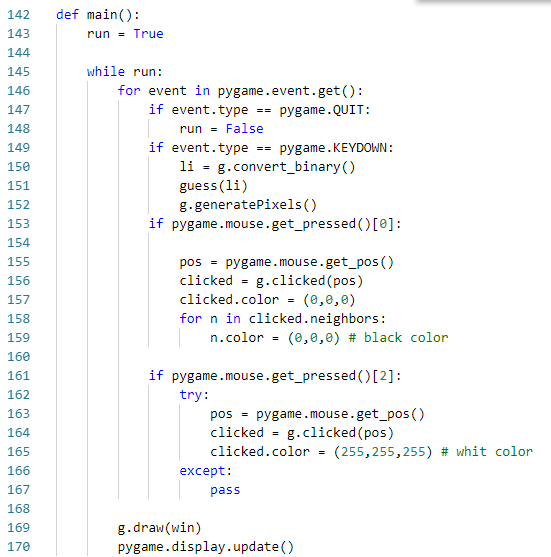 142 def main():
143 run = True
144
145 while run:
146 for event in pygame.event.get():
147 if event.type == pygame.QUIT:
148 run = False
149 if event.type == pygame.KEYDOWN:
150 li = g.convert_binary()
151 guess(li)
152 g.generatePixels()
153 if pygame.mouse.get_pressed()[0]:
154
155 pos = pygame.mouse.get_pos()
156 clicked = g.clicked(pos)
157 clicked.color = (0,0,0)
158 for n in clicked.neighbors:
159 n.color = (0,0,0) # black color
160
161 if pygame.mouse.get_pressed()[2]:
162 try:
163 pos = pygame.mouse.get_pos()
164 clicked = g.clicked(pos)
165 clicked.color = (255,255,255) # whit color
166 except:
167 pass
168
169 g.draw(win)
170 pygame.display.update()